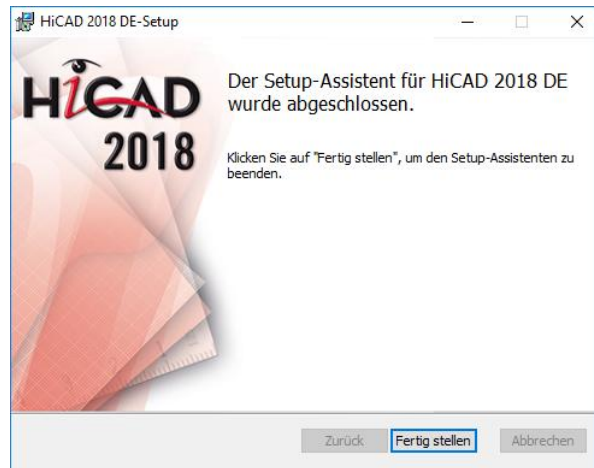 HiCAD 2018 DE-Setup
HiCAD
2018
Der Setup-Assistent für HiCAD 2018 DE
wurde abgeschlossen.
Klicken Sie auf "Fertig stellen", um den Setup-Assistenten zu
beenden.
Zurück Fertig stellen Abbrechen